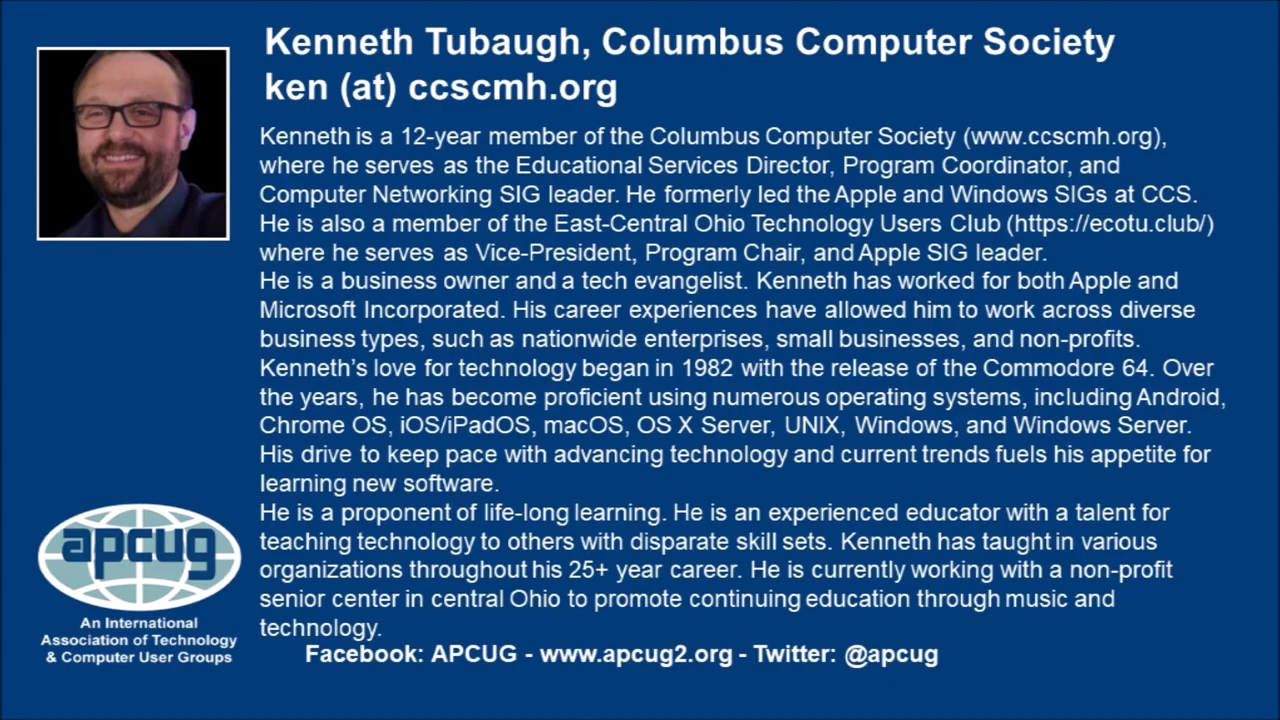 Kenneth Tubaugh, Columbus Computer Society
ken (at) ccscmh.org
Kenneth is a 12-year member of the Columbus Computer Society (www.ccscmh.org),
where he serves as the Educational Services Director, Program Coordinator, and
Computer Networking SIG leader. He formerly led the Apple and Windows SIGs at CCS.
He is also a member of the East-Central Ohio Technology Users Club (https://ecotu.club/)
where he serves as Vice-President, Program Chair, and Apple SIG leader.
He is a business owner and a tech evangelist. Kenneth has worked for both Apple and
Microsoft Incorporated. His career experiences have allowed him to work across diverse
business types, such as nationwide enterprises, small businesses, and non-profits.
Kenneth’s love for technology began in 1982 with the release of the Commodore 64. Over
the years, he has become proficient using numerous operating systems, including Android,
Chrome OS, iOS/iPadOS, macOS, OS X Server, UNIX, Windows, and Windows Server.
His drive to keep pace with advancing technology and current trends fuels his appetite for
learning new software.
He is a proponent of life-long learning. He is an experienced educator with a talent for
teaching technology to others with disparate skill sets. Kenneth has taught in various
organizations throughout his 25+ year career. He is currently working with a non-profit
senior center in central Ohio to promote continuing education through music and
technology.
apcug
An International
Association of Technology
& Computer User Groups
Facebook: APCUG - www.apcug2.org - Twitter: @apcug